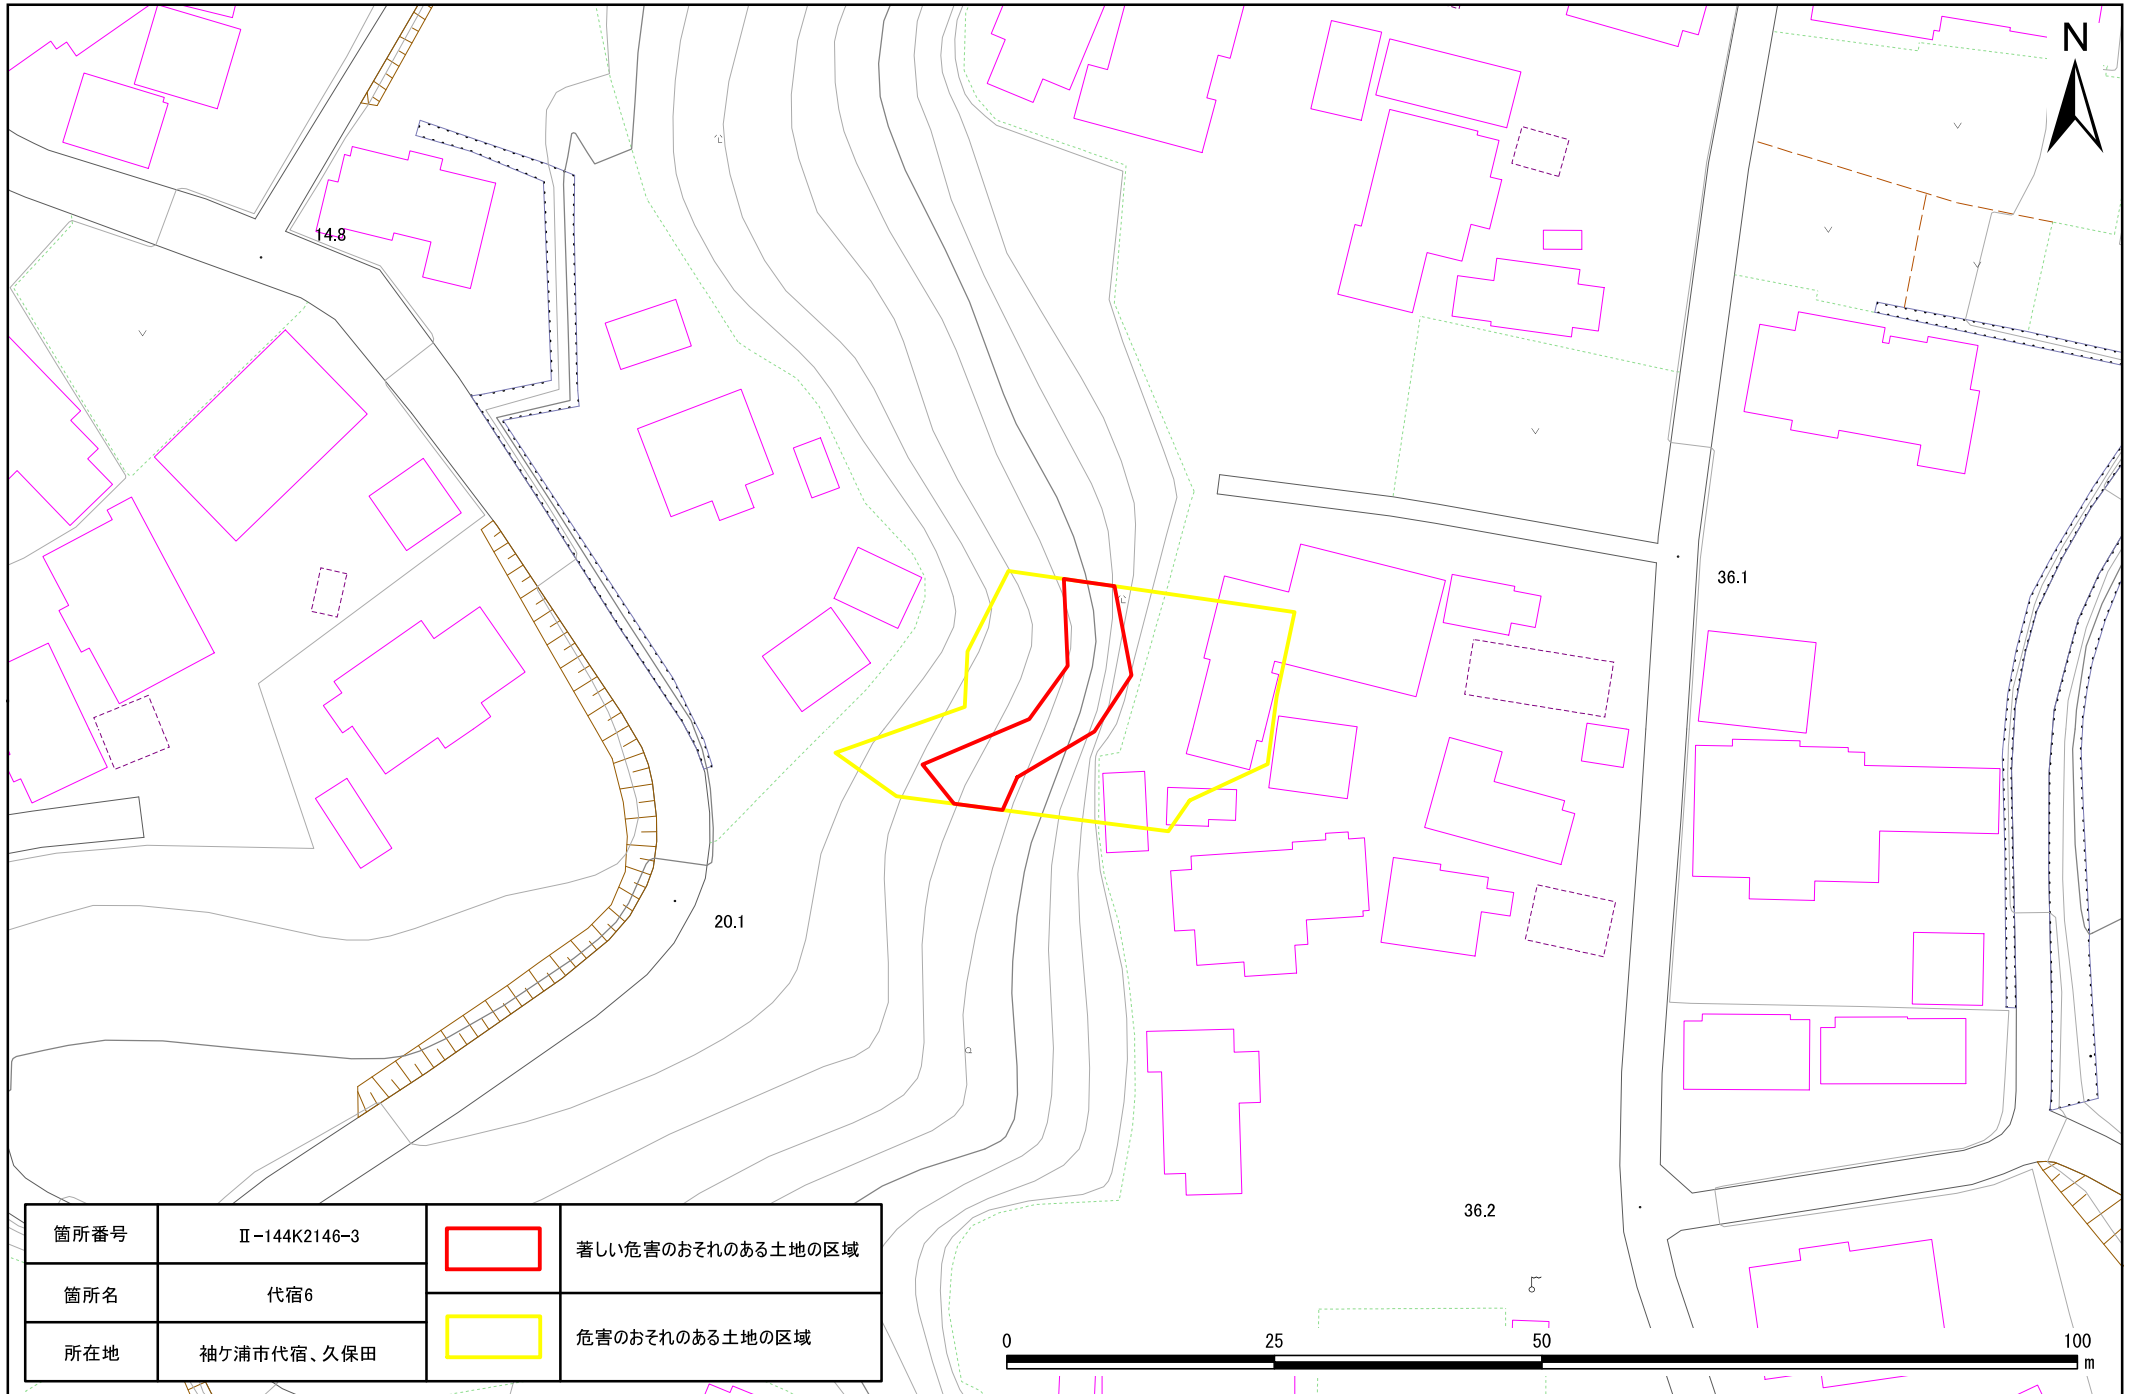 N
14.8
36.1
20.1
36.2
箇所番号 Ⅱ-144K2146-3
箇所名 代宿6
所在地 袖ケ浦市代宿、久保田
著しい危害のおそれのある土地の区域
危害のおそれのある土地の区域
0 25 50 100
m